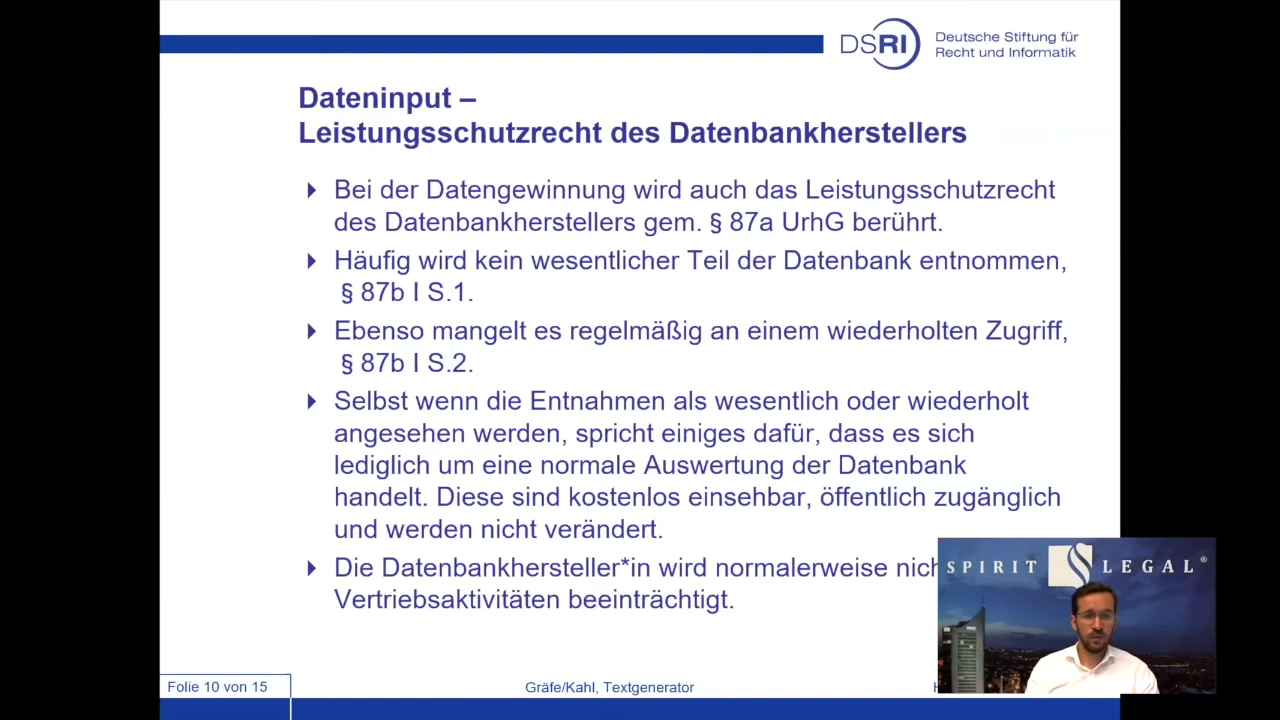 DSRI
Deutsche Stiftung für
Recht und Informatik
Dateninput –
Leistungsschutzrecht des Datenbankherstellers
Bei der Datengewinnung wird auch das Leistungsschutzrecht
des Datenbankherstellers gem. § 87a UrhG berührt.
Häufig wird kein wesentlicher Teil der Datenbank entnommen,
§ 87b I S.1.
Ebenso mangelt es regelmäßig an einem wiederholten Zugriff,
§ 87b I S.2.
Selbst wenn die Entnahmen als wesentlich oder wiederholt
angesehen werden, spricht einiges dafür, dass es sich
lediglich um eine normale Auswertung der Datenbank
handelt. Diese sind kostenlos einsehbar, öffentlich zugänglich
und werden nicht verändert.
Die Datenbankhersteller*in wird normalerweise
Vertriebsaktivitäten beeinträchtigt.
SPIRIT LEGAL®
Folie 10 von 15
Gräfe/Kahl, Textgenerator